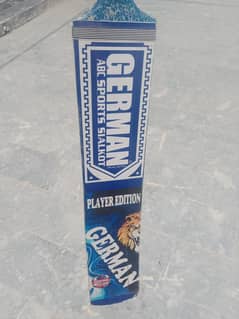 GERMAN
ABC SPORTS SIALKOT
PLAYER EDITION
GERMAN